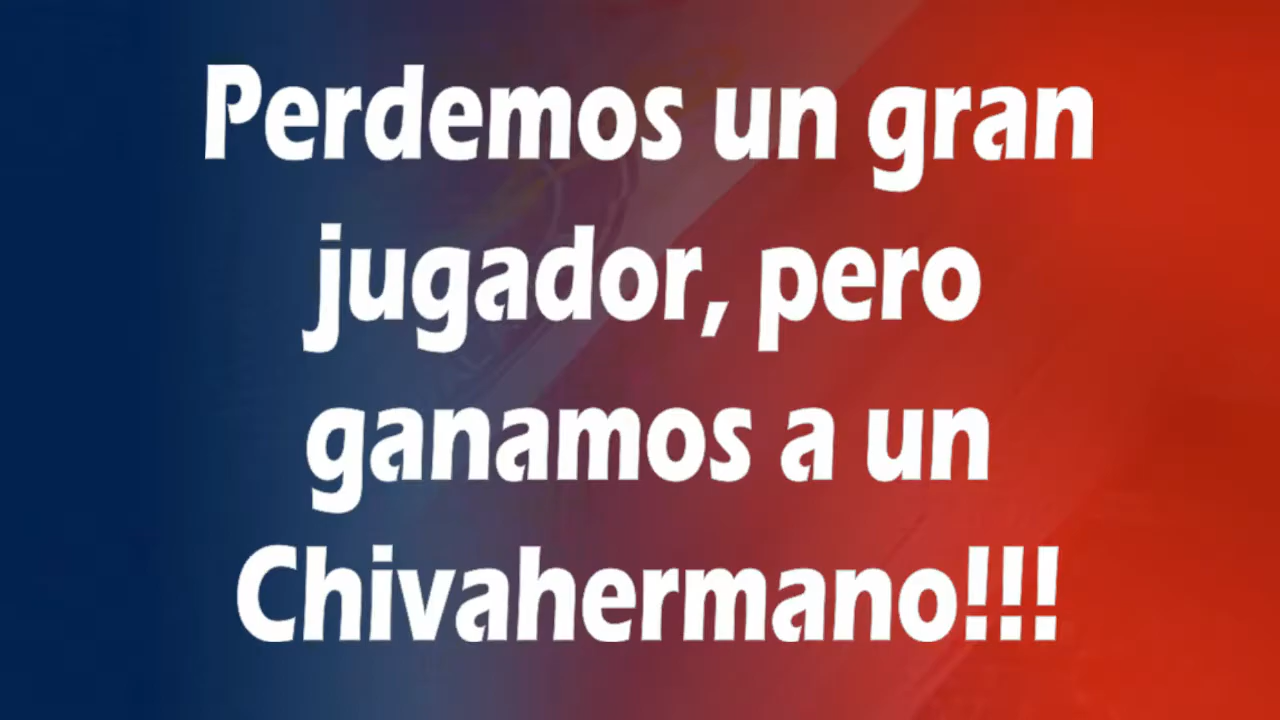 Perdemos un gran
jugador, pero
ganamos a un
Chivahermano!!!